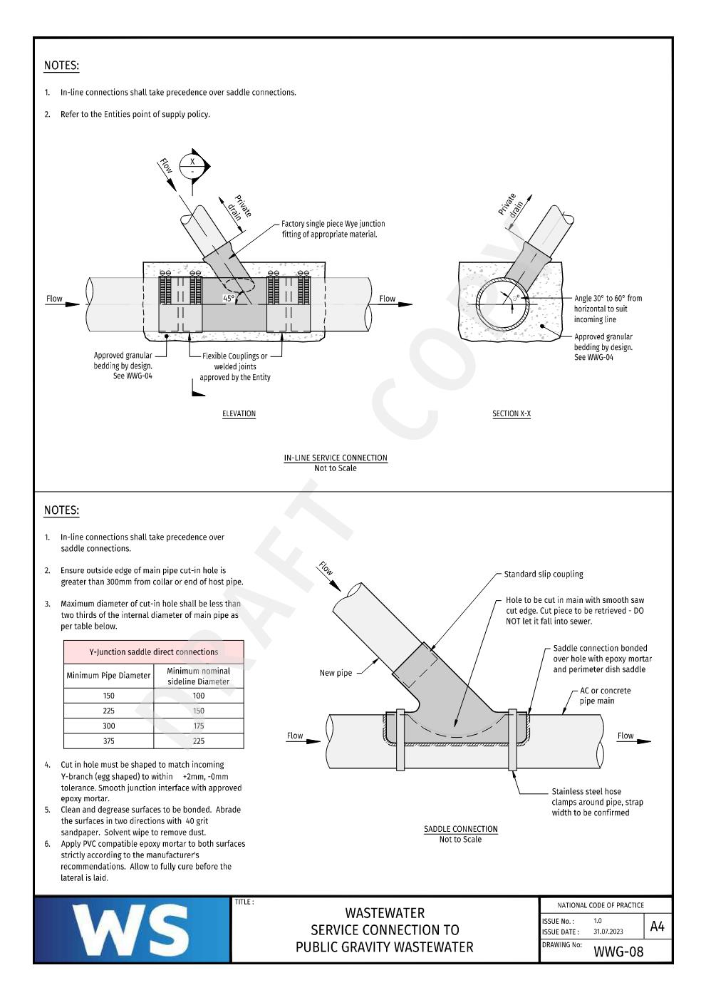 NOTES:
1. In-line connections shall take precedence over saddle connections.
2. Refer to the Entities point of supply policy.
X
-
Flow
Private
drain
Factory single piece Wye junction
fitting of appropriate material.
45°
Flow
Flow
Approved granular
bedding by design.
See WWG-04
Flexible Couplings or
welded joints
approved by the Entity
ELEVATION
Private
drain
Angle 30° to 60° from
horizontal to suit
incoming line
Approved granular
bedding by design.
See WWG-04
SECTION X-X
IN-LINE SERVICE CONNECTION
Not to Scale
DRAFT COPY
NOTES:
1. In-line connections shall take precedence over
saddle connections.
2. Ensure outside edge of main pipe cut-in hole is
greater than 300mm from collar or end of host pipe.
3. Maximum diameter of cut-in hole shall be less than
two thirds of the internal diameter of main pipe as
per table below.
Y-Junction saddle direct connections
Minimum Pipe Diameter
Minimum nominal
sideline Diameter
150 100
225 150
300 175
375 225
4. Cut in hole must be shaped to match incoming
Y-branch (egg shaped) to within +2mm, -0mm
tolerance. Smooth junction interface with approved
epoxy mortar.
5. Clean and degrease surfaces to be bonded. Abrade
the surfaces in two directions with 40 grit
sandpaper. Solvent wipe to remove dust.
6. Apply PVC compatible epoxy mortar to both surfaces
strictly according to the manufacturer's
recommendations. Allow to fully cure before the
lateral is laid.
Flow
Standard slip coupling
Hole to be cut in main with smooth saw
cut edge. Cut piece to be retrieved - DO
NOT let it fall into sewer.
Saddle connection bonded
over hole with epoxy mortar
and perimeter dish saddle
New pipe
AC or concrete
pipe main
Flow
Flow
Stainless steel hose
clamps around pipe, strap
width to be confirmed
SADDLE CONNECTION
Not to Scale
WS
TITLE :
WASTEWATER
SERVICE CONNECTION TO
PUBLIC GRAVITY WASTEWATER
NATIONAL CODE OF PRACTICE
ISSUE No. : 1.0
ISSUE DATE : 31.07.2023
A4
DRAWING No: WWG-08